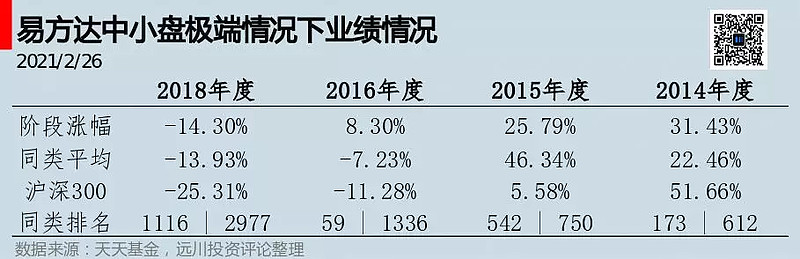 易方达中小盘极端情况下业绩情况
2021/2/26
2018年度 2016年度 2015年度 2014年度
阶段涨幅 -14.30% 8.30% 25.79% 31.43%
同类平均 -13.93% -7.23% 46.34% 22.46%
沪深300 -25.31% -11.28% 5.58% 51.66%
同类排名 1116 | 2977 59 | 1336 542 | 750 173 | 612
数据来源：天天基金，远川投资评论整理